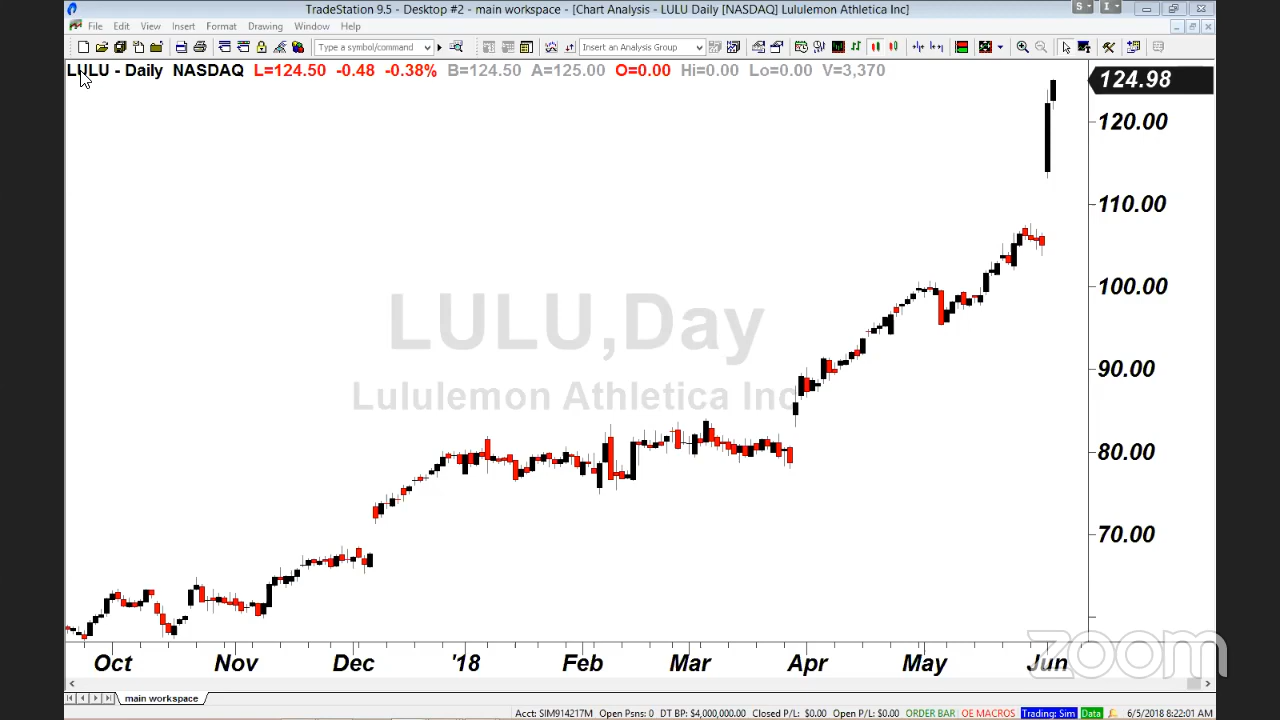 TradeStation 9.5 - Desktop #2 - main workspace - [Chart Analysis - LULU Daily [NASDAQ] Lululemon Athletica Inc]
S
I
File Edit View Insert Format Drawing Window Help
Type a symbol/command
Insert an Analysis Group
LULU - Daily NASDAQ L=124.50 -0.48 -0.38% B=124.50 A=125.00 O=0.00 Hi=0.00 Lo=0.00 V=3,370
124.98
120.00
110.00
100.00
90.00
80.00
70.00
LULU,Day
Lululemon Athletica Inc
Oct Nov Dec '18 Feb Mar Apr May Jun
zoom
main workspace
Acct: SIM914217M Open Psns: 0 DT BP: $4,000,000.00 Closed P/L: $0.00 Open P/L: $0.00 ORDER BAR OE MACROS Trading: Sim Data 6/5/2018 8:22:01 AM